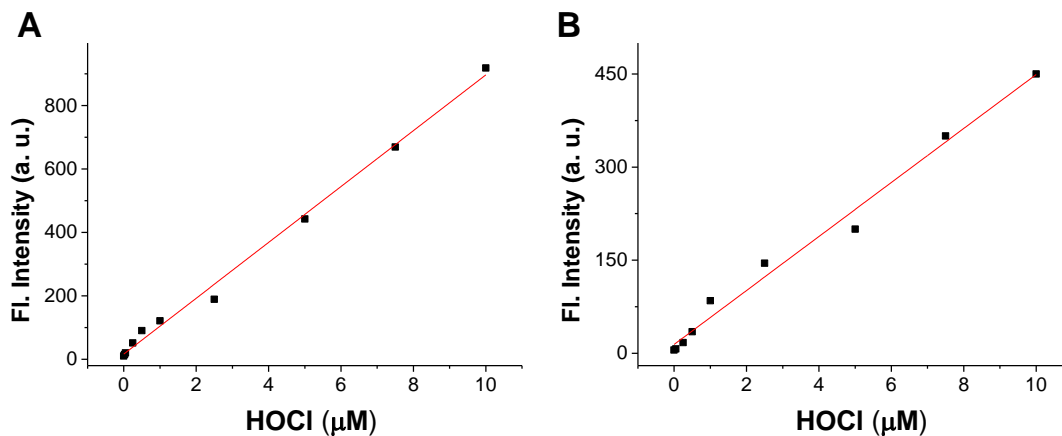 A
Fl. Intensity (a. u.)
800
600
400
200
0
0 2 4 6 8 10
HOCl (μM)
B
Fl. Intensity (a. u.)
450
300
150
0
0 2 4 6 8 10
HOCl (μM)